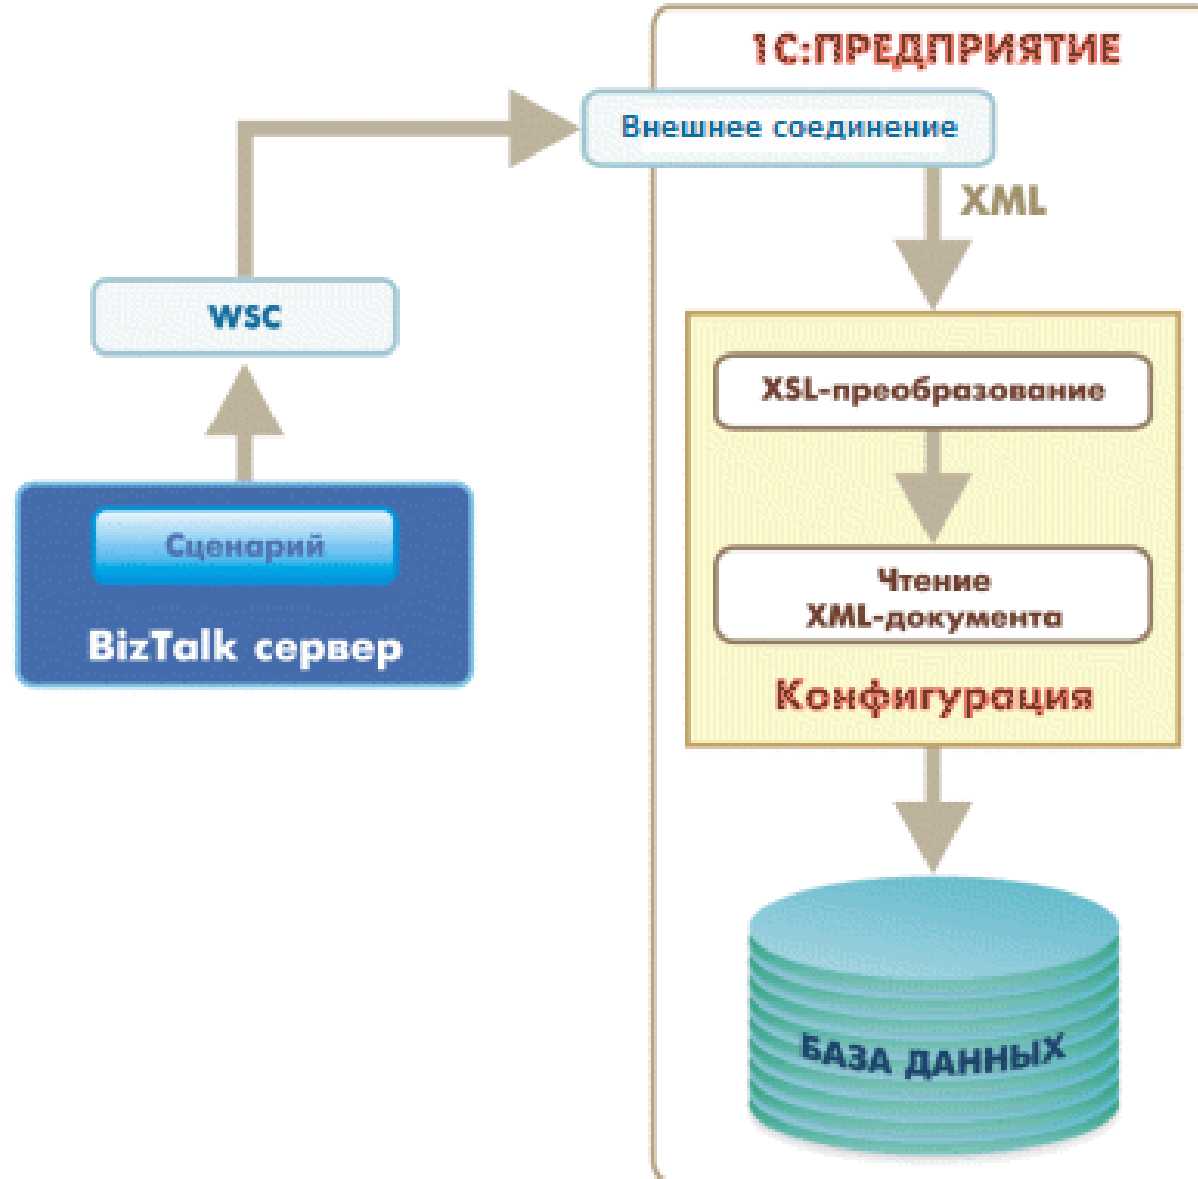 1С:ПРЕДПРИЯТИЕ
Внешнее соединение
XML
WSC
XSL-преобразование
Сценарий
Чтение
XML-документа
BizTalk сервер
Конфигурация
БАЗА ДАННЫХ